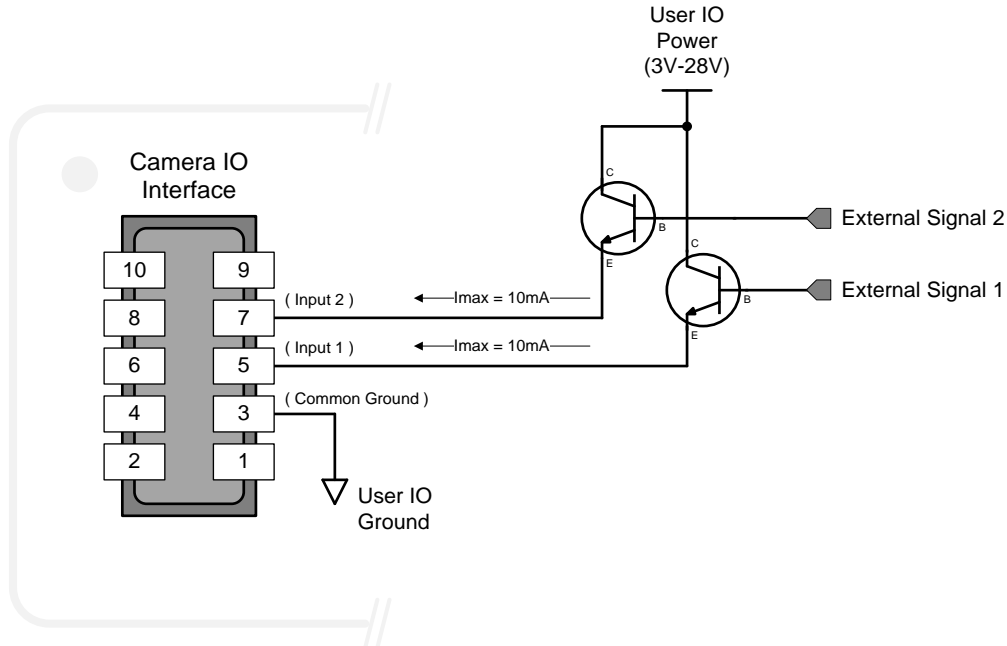 User IO
Power
(3V-28V)
Camera IO
Interface
C
B
E
External Signal 2
C
B
E
External Signal 1
10
9
( Input 2 )
Imax = 10mA
8
7
( Input 1 )
Imax = 10mA
6
5
( Common Ground )
4
3
2
1
User IO
Ground